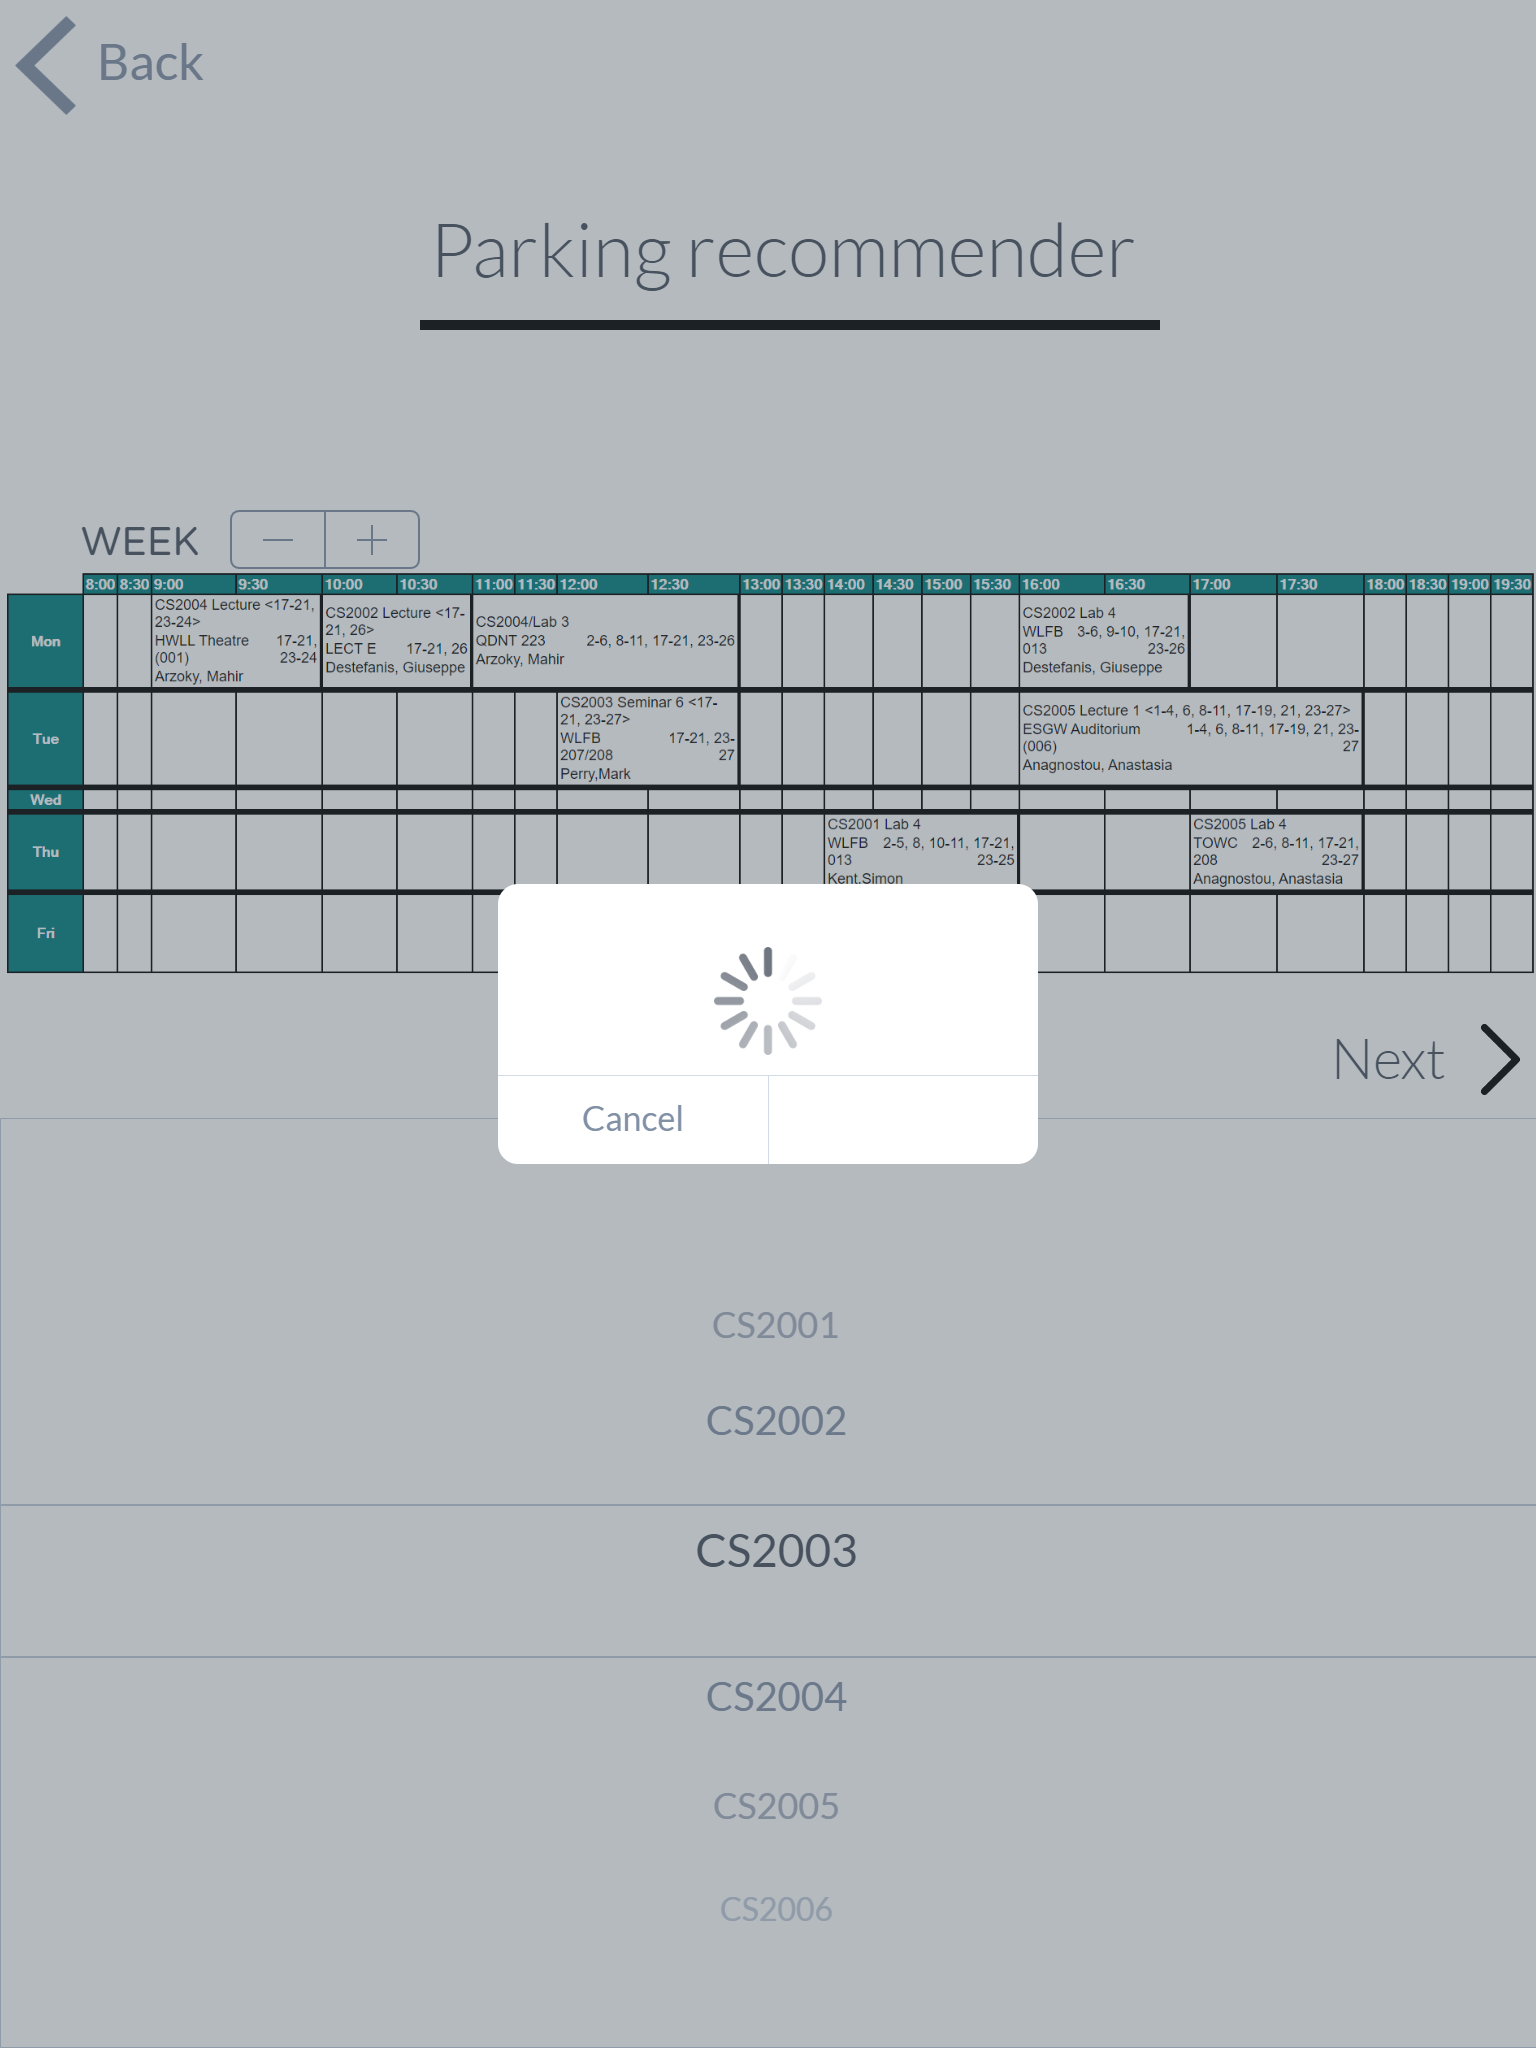 Back
Parking recommender
WEEK
8:00 8:30 9:00 9:30 10:00 10:30 11:00 11:30 12:00 12:30 13:00 13:30 14:00 14:30 15:00 15:30 16:00 16:30 17:00 17:30 18:00 18:30 19:00 19:30
Mon
CS2004 Lecture <17-21,
23-24>
HWLL Theatre 17-21,
(001) 23-24
Arzoky, Mahir
CS2002 Lecture <17-
21, 26>
LECT E 17-21, 26
Destefanis, Giuseppe
CS2004/Lab 3
QDNT 223 2-6, 8-11, 17-21, 23-26
Arzoky, Mahir
CS2002 Lab 4
WLFB 3-6, 9-10, 17-21,
013 23-26
Destefanis, Giuseppe
Tue
CS2003 Seminar 6 <17-
21, 23-27>
WLFB 17-21, 23-
207/208 27
Perry,Mark
CS2005 Lecture 1 <1-4, 6, 8-11, 17-19, 21, 23-27>
ESGW Auditorium 1-4, 6, 8-11, 17-19, 21, 23-
(006) 27
Anagnostou, Anastasia
Wed
Thu
CS2001 Lab 4
WLFB 2-5, 8, 10-11, 17-21,
013 23-25
Kent.Simon
CS2005 Lab 4
TOWC 2-6, 8-11, 17-21,
208 23-27
Anagnostou, Anastasia
Fri
Next
Cancel
CS2001
CS2002
CS2003
CS2004
CS2005
CS2006